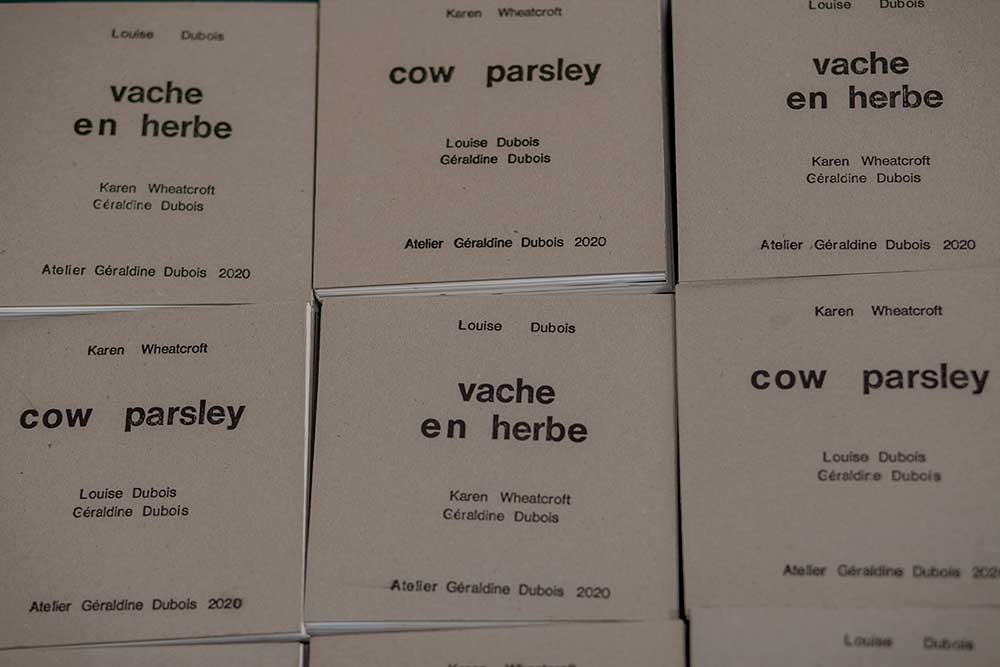 Louise Dubois
vache
en herbe
Karen Wheatcroft
Géraldine Dubois
Atelier Géraldine Dubois 2020
Karen Wheatcroft
cow parsley
Louise Dubois
Géraldine Dubois
Atelier Géraldine Dubois 2020
Louise Dubois
vache
en herbe
Karen Wheatcroft
Géraldine Dubois
Atelier Géraldine Dubois 2020
Karen Wheatcroft
cow parsley
Louise Dubois
Géraldine Dubois
Atelier Géraldine Dubois 2020
Louise Dubois
vache
en herbe
Karen Wheatcroft
Géraldine Dubois
Atelier Géraldine Dubois 2020
Karen Wheatcroft
cow parsley
Louise Dubois
Géraldine Dubois
Atelier Géraldine Dubois 202
Karen Wheatcroft
Louise Dubois